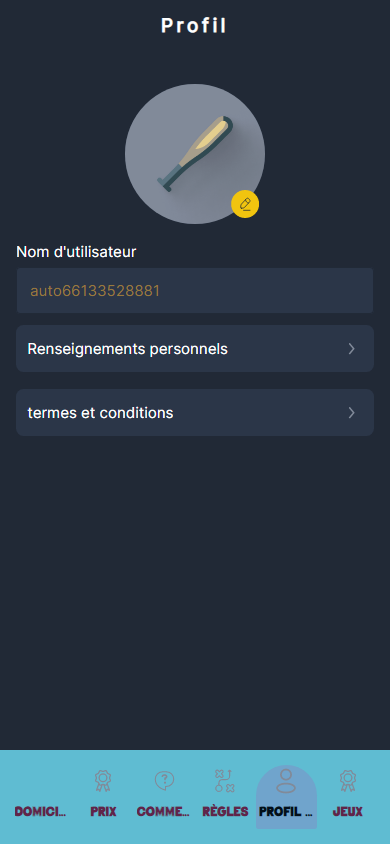 Profil
Nom d'utilisateur
auto66133528881
Renseignements personnels
termes et conditions
DOMICI... PRIX COMME... RÈGLES PROFIL ... JEUX